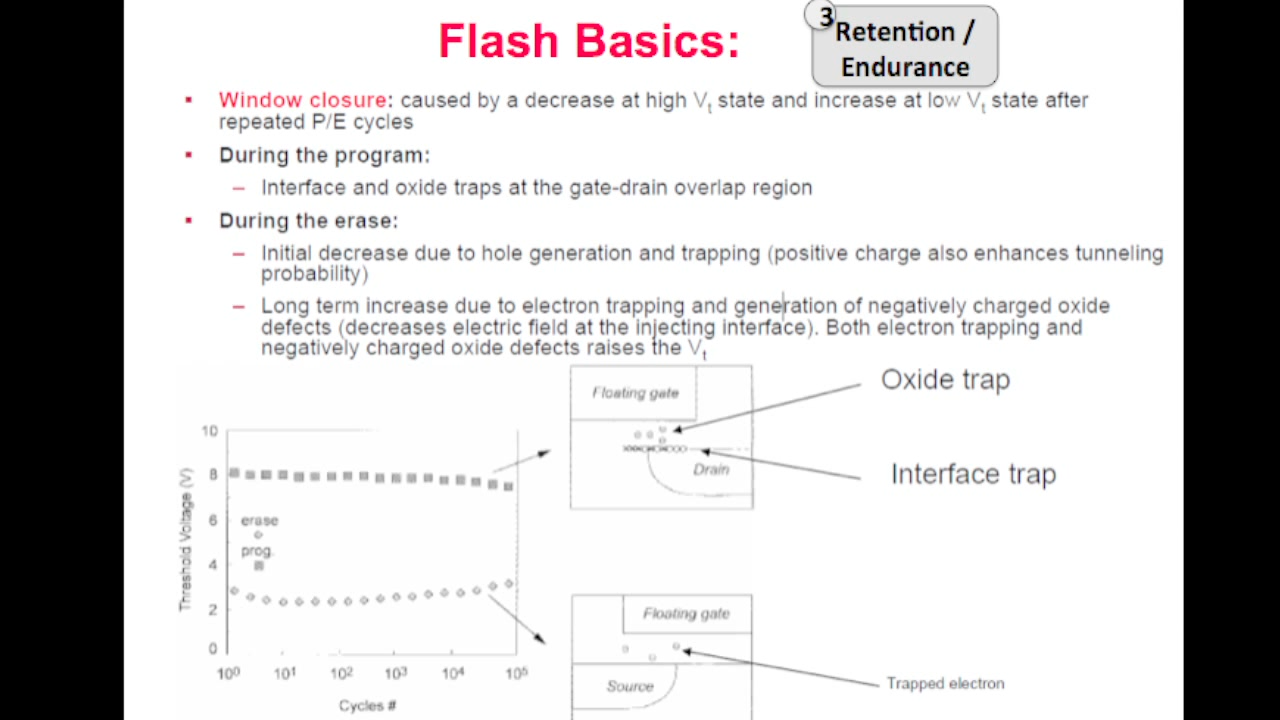 Flash Basics:
3
Retention /
Endurance
Window closure: caused by a decrease at high Vt state and increase at low Vt state after
repeated P/E cycles
During the program:
– Interface and oxide traps at the gate-drain overlap region
During the erase:
– Initial decrease due to hole generation and trapping (positive charge also enhances tunneling
probability)
– Long term increase due to electron trapping and generation of negatively charged oxide
defects (decreases electric field at the injecting interface). Both electron trapping and
negatively charged oxide defects raises the Vt
Threshold Voltage (V)
10
8
6
4
2
0
erase
prog.
10⁰ 10¹ 10² 10³ 10⁴ 10⁵
Cycles #
Floating gate
Drain
Oxide trap
Interface trap
Floating gate
Source
Trapped electron